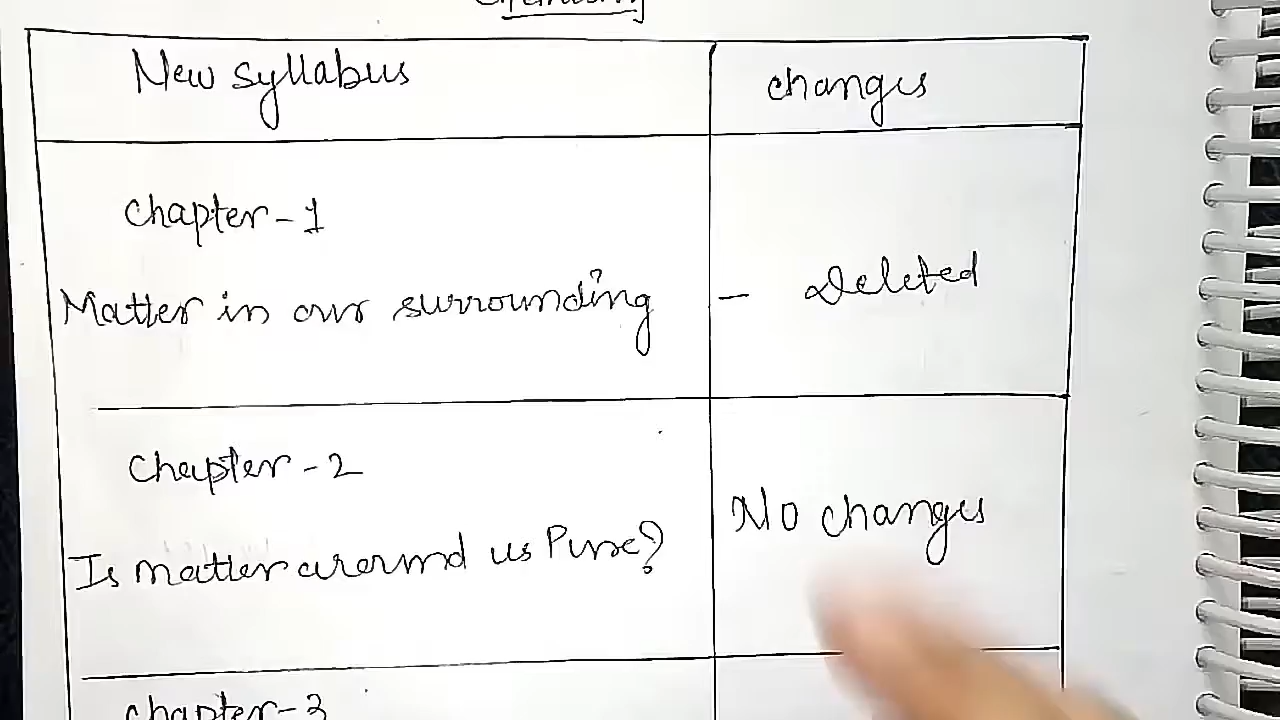 Chemistry
New syllabus
changes
chapter-1
Matter in our surrounding
- Deleted
chapter-2
Is matter around us Pure?
No changes
chapter-3